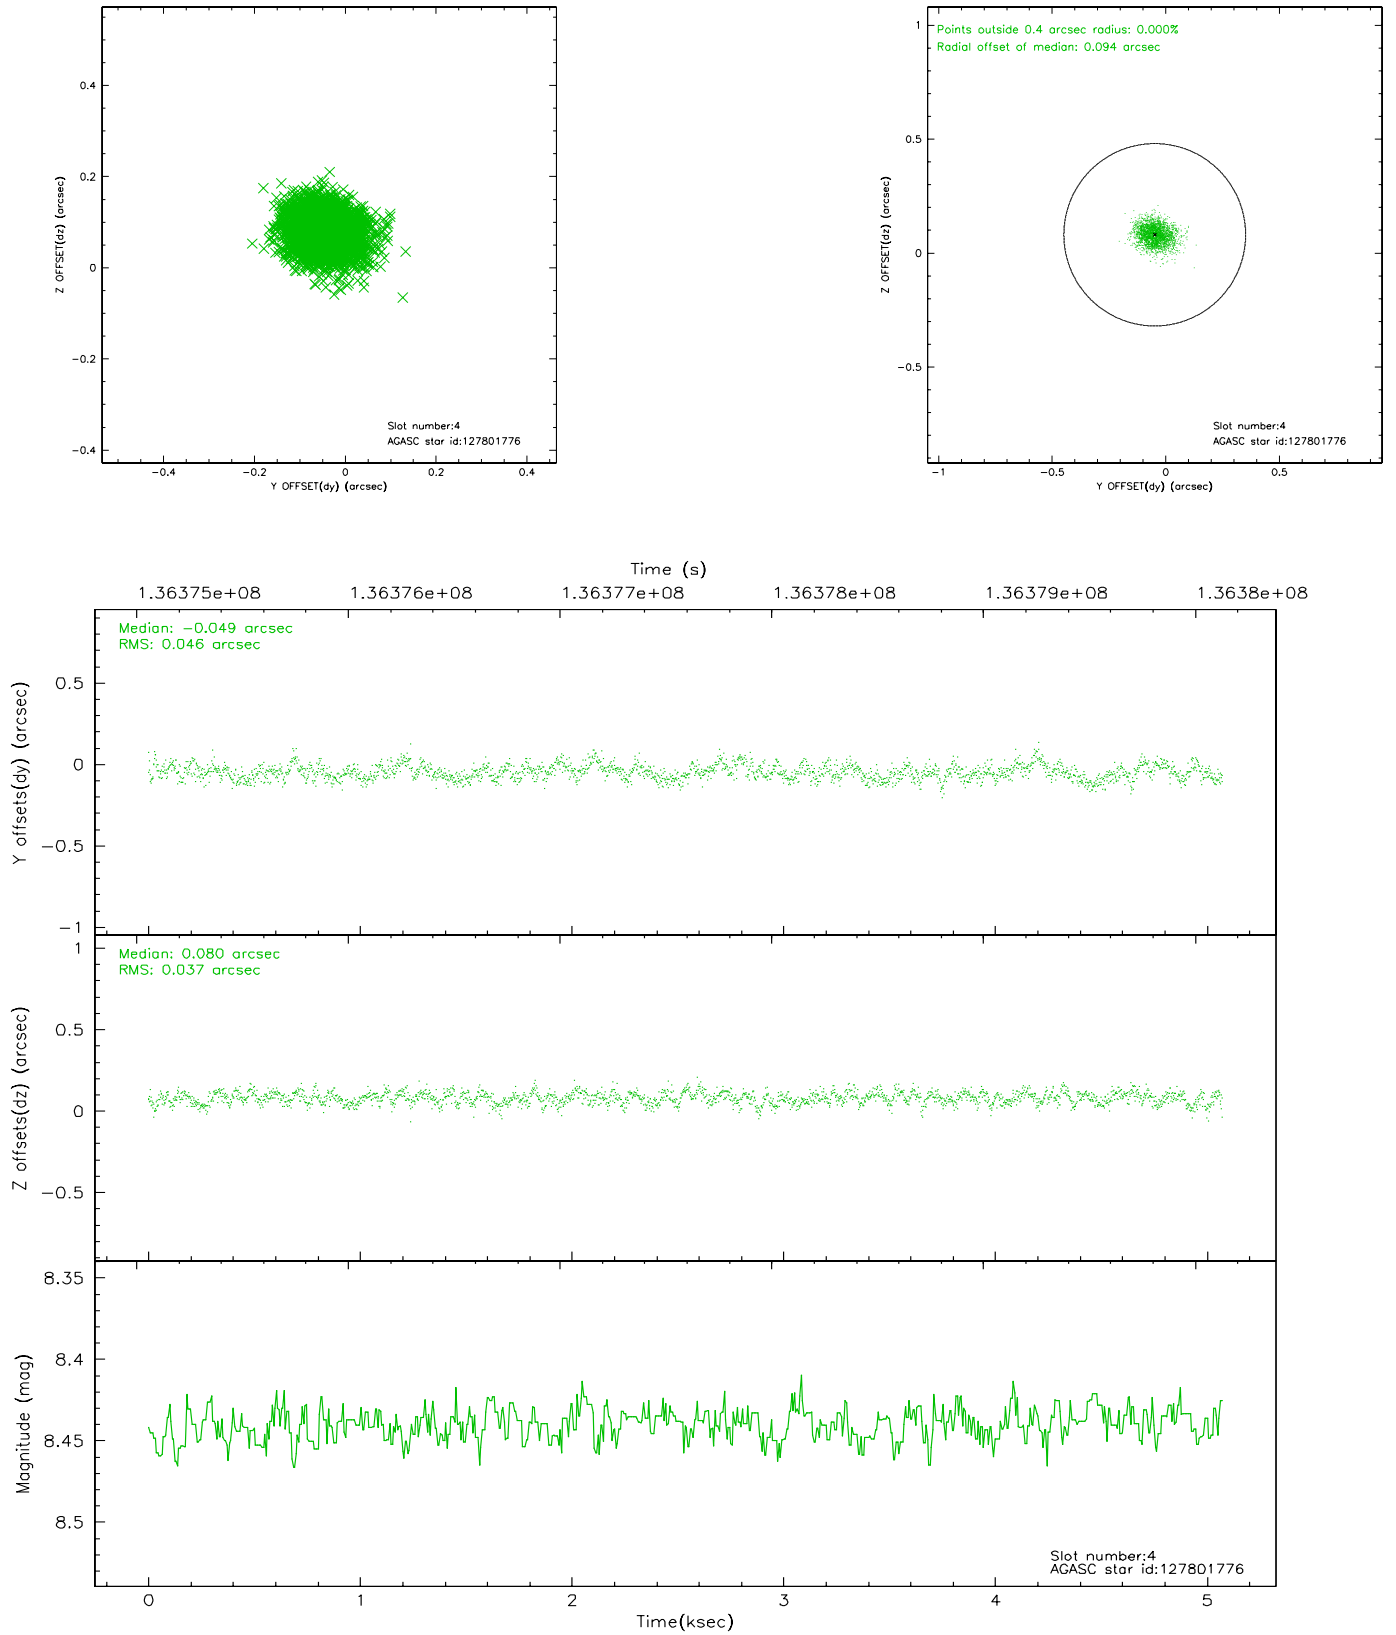 0.4
0.2
0
−0.2
−0.4
Z OFFSET(dz) (arcsec)
Slot number:4
AGASC star id:127801776
−0.4 −0.2 0 0.2 0.4
Y OFFSET(dy) (arcsec)
Points outside 0.4 arcsec radius: 0.000%
Radial offset of median: 0.094 arcsec
1
0.5
0
−0.5
Z OFFSET(dz) (arcsec)
Slot number:4
AGASC star id:127801776
−1 −0.5 0 0.5
Y OFFSET(dy) (arcsec)
Time (s)
1.36375e+08 1.36376e+08 1.36377e+08 1.36378e+08 1.36379e+08 1.3638e+08
Median: −0.049 arcsec
RMS: 0.046 arcsec
0.5
0
−0.5
−1
Y offsets(dy) (arcsec)
Median: 0.080 arcsec
RMS: 0.037 arcsec
1
0.5
0
−0.5
Z offsets(dz) (arcsec)
8.35
8.4
8.45
8.5
Magnitude (mag)
Slot number:4
AGASC star id:127801776
0 1 2 3 4 5
Time(ksec)